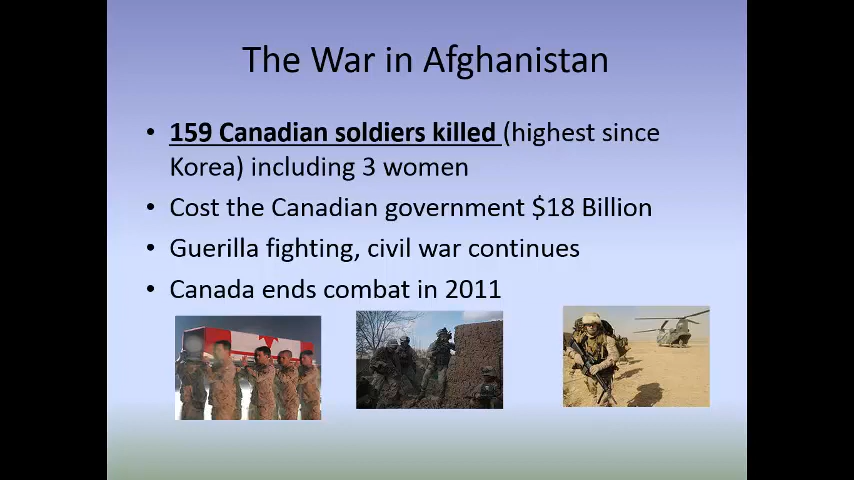 The War in Afghanistan
• 159 Canadian soldiers killed (highest since
Korea) including 3 women
• Cost the Canadian government $18 Billion
• Guerilla fighting, civil war continues
• Canada ends combat in 2011